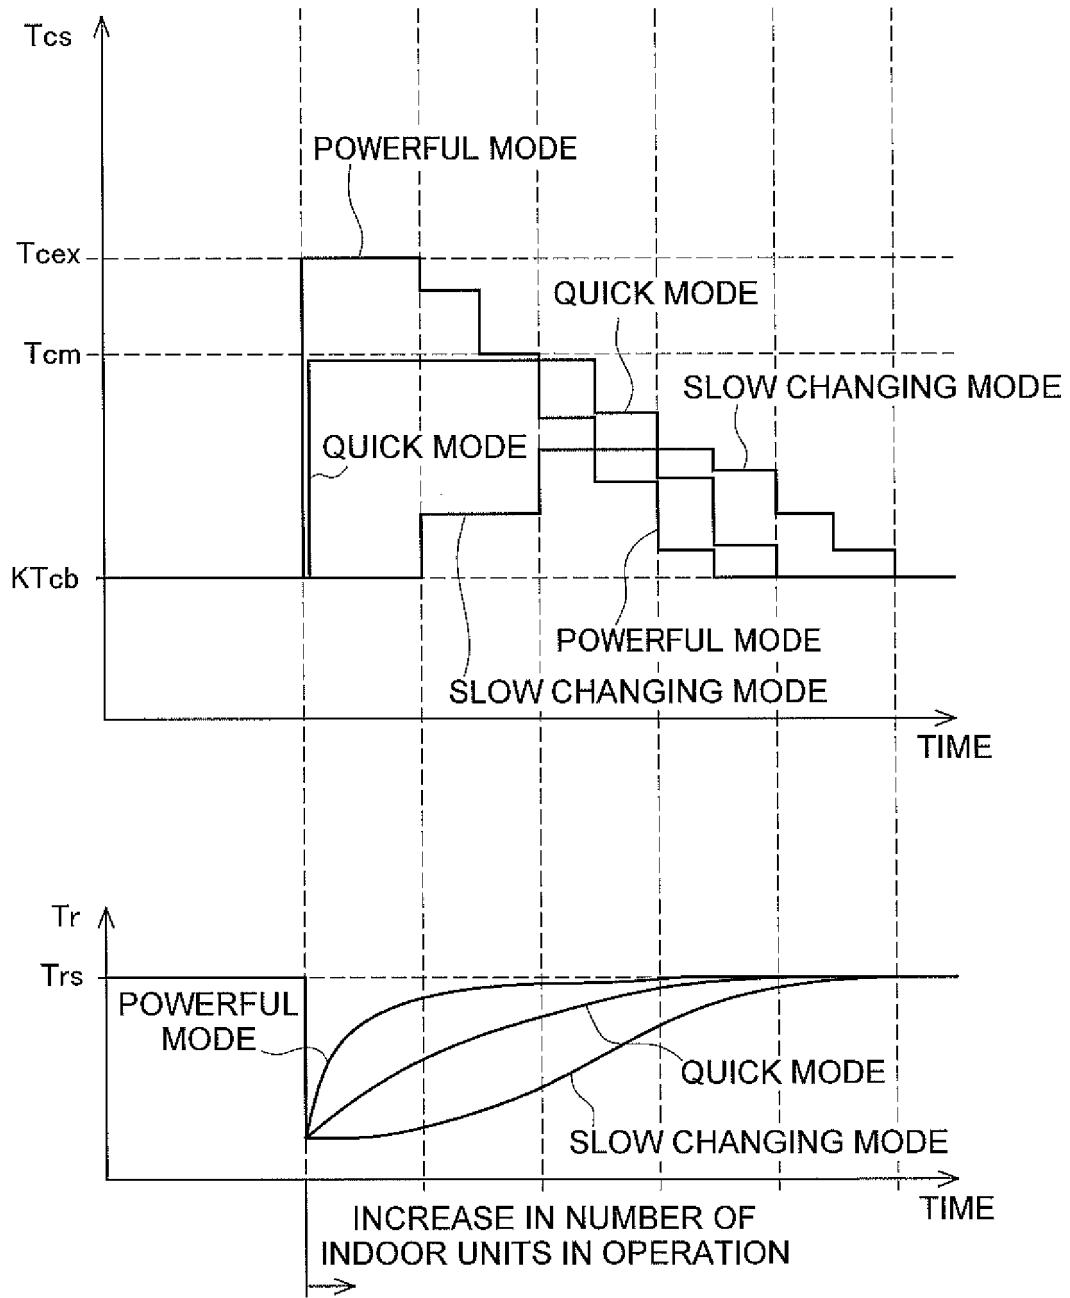 Tcs
POWERFUL MODE
Tcex
QUICK MODE
Tcm
SLOW CHANGING MODE
QUICK MODE
KTcb
POWERFUL MODE
SLOW CHANGING MODE
TIME
Tr
Trs
POWERFUL
MODE
QUICK MODE
SLOW CHANGING MODE
TIME
INCREASE IN NUMBER OF
INDOOR UNITS IN OPERATION